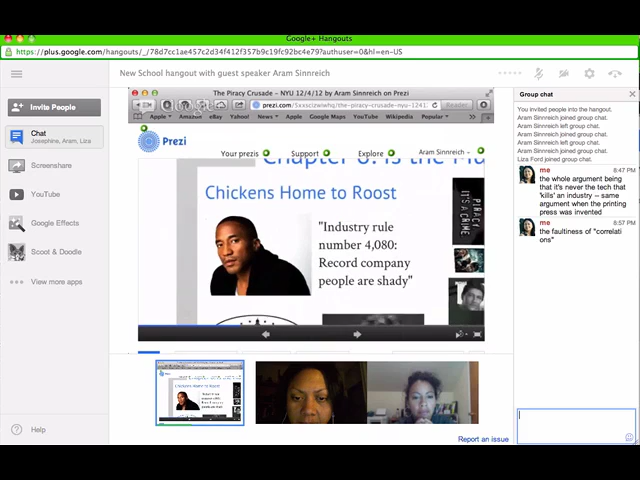 Google+ Hangouts
https://plus.google.com/hangouts/_/78d7cc1ae457c2d34f412f357b9c19fc92bc4e79?authuser=0&hl=en-US
New School hangout with guest speaker Aram Sinnreich
Invite People
Chat
Josephine, Aram, Liza
Screenshare
YouTube
Google Effects
Scoot & Doodle
View more apps
Help
The Piracy Crusade – NYU 12/4/12 by Aram Sinnreich on Prezi
Reader
Apple Yahoo! Amazon eBay News Google Maps YouTube Wikipedia Popular
Prezi
Your prezis Support Explore Aram Sinnreich
Chickens Home to Roost
"Industry rule
number 4,080:
Record company
people are shady"
PIRACY
IT'S A CRIME
Report an issue
Group chat
You invited people into the hangout.
Aram Sinnreich joined group chat.
Aram Sinnreich left group chat.
Aram Sinnreich joined group chat.
Aram Sinnreich left group chat.
Aram Sinnreich joined group chat.
Liza Ford joined group chat.
me 8:47 PM
the whole argument being
that it's never the tech that
'kills' an industry -- same
argument when the printing
press was invented
me 8:57 PM
the faultiness of "correlati
ons"